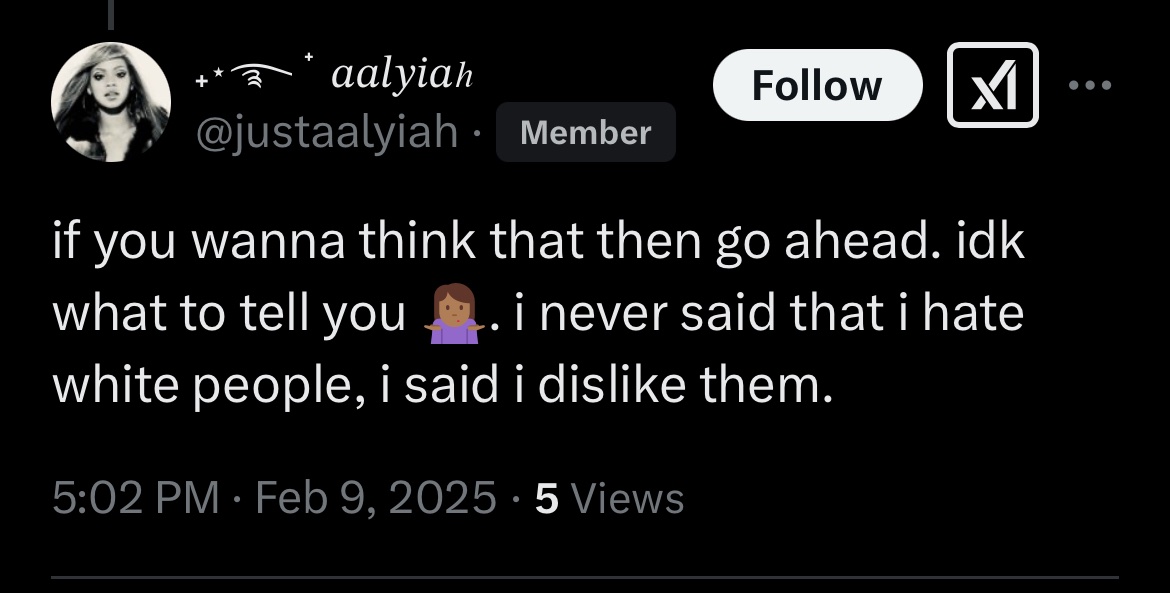 aalyiah
Follow
@justaalyiah · Member
if you wanna think that then go ahead. idk
what to tell you 🤷🏽‍♀️. i never said that i hate
white people, i said i dislike them.
5:02 PM · Feb 9, 2025 · 5 Views